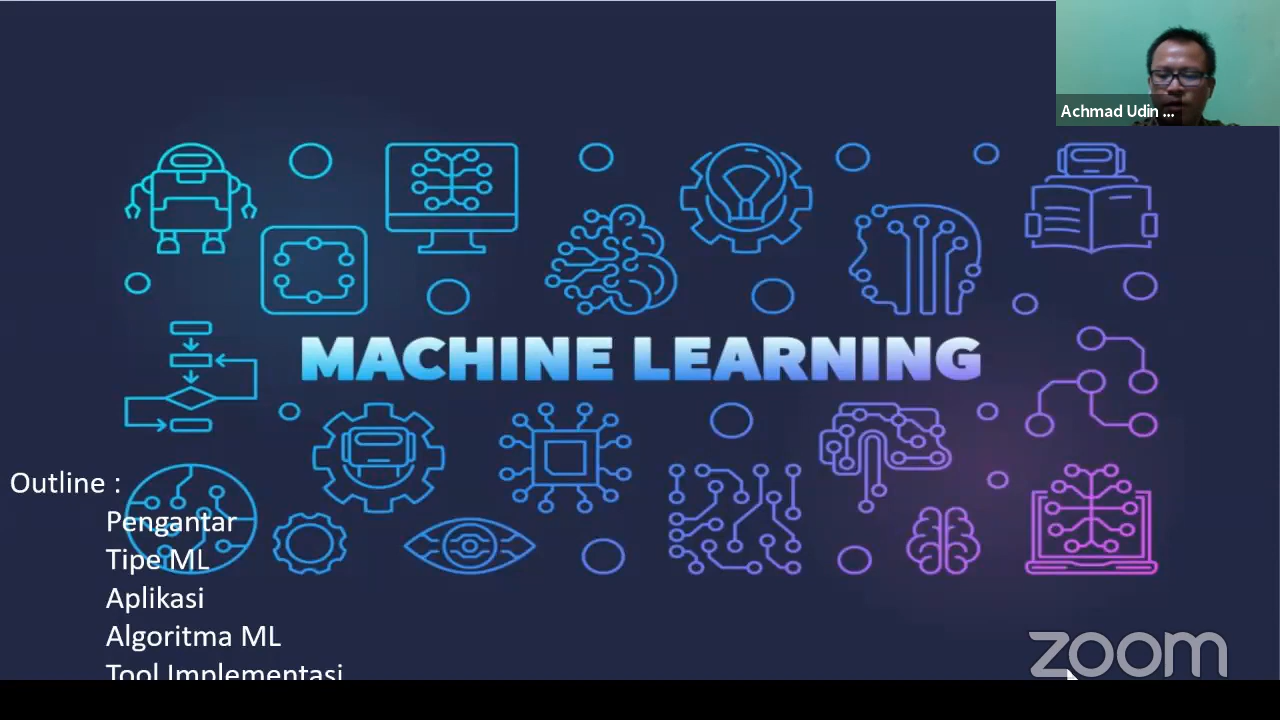 Achmad Udin ...
MACHINE LEARNING
Outline :
Pengantar
Tipe ML
Aplikasi
Algoritma ML
Tool Implementasi
zoom